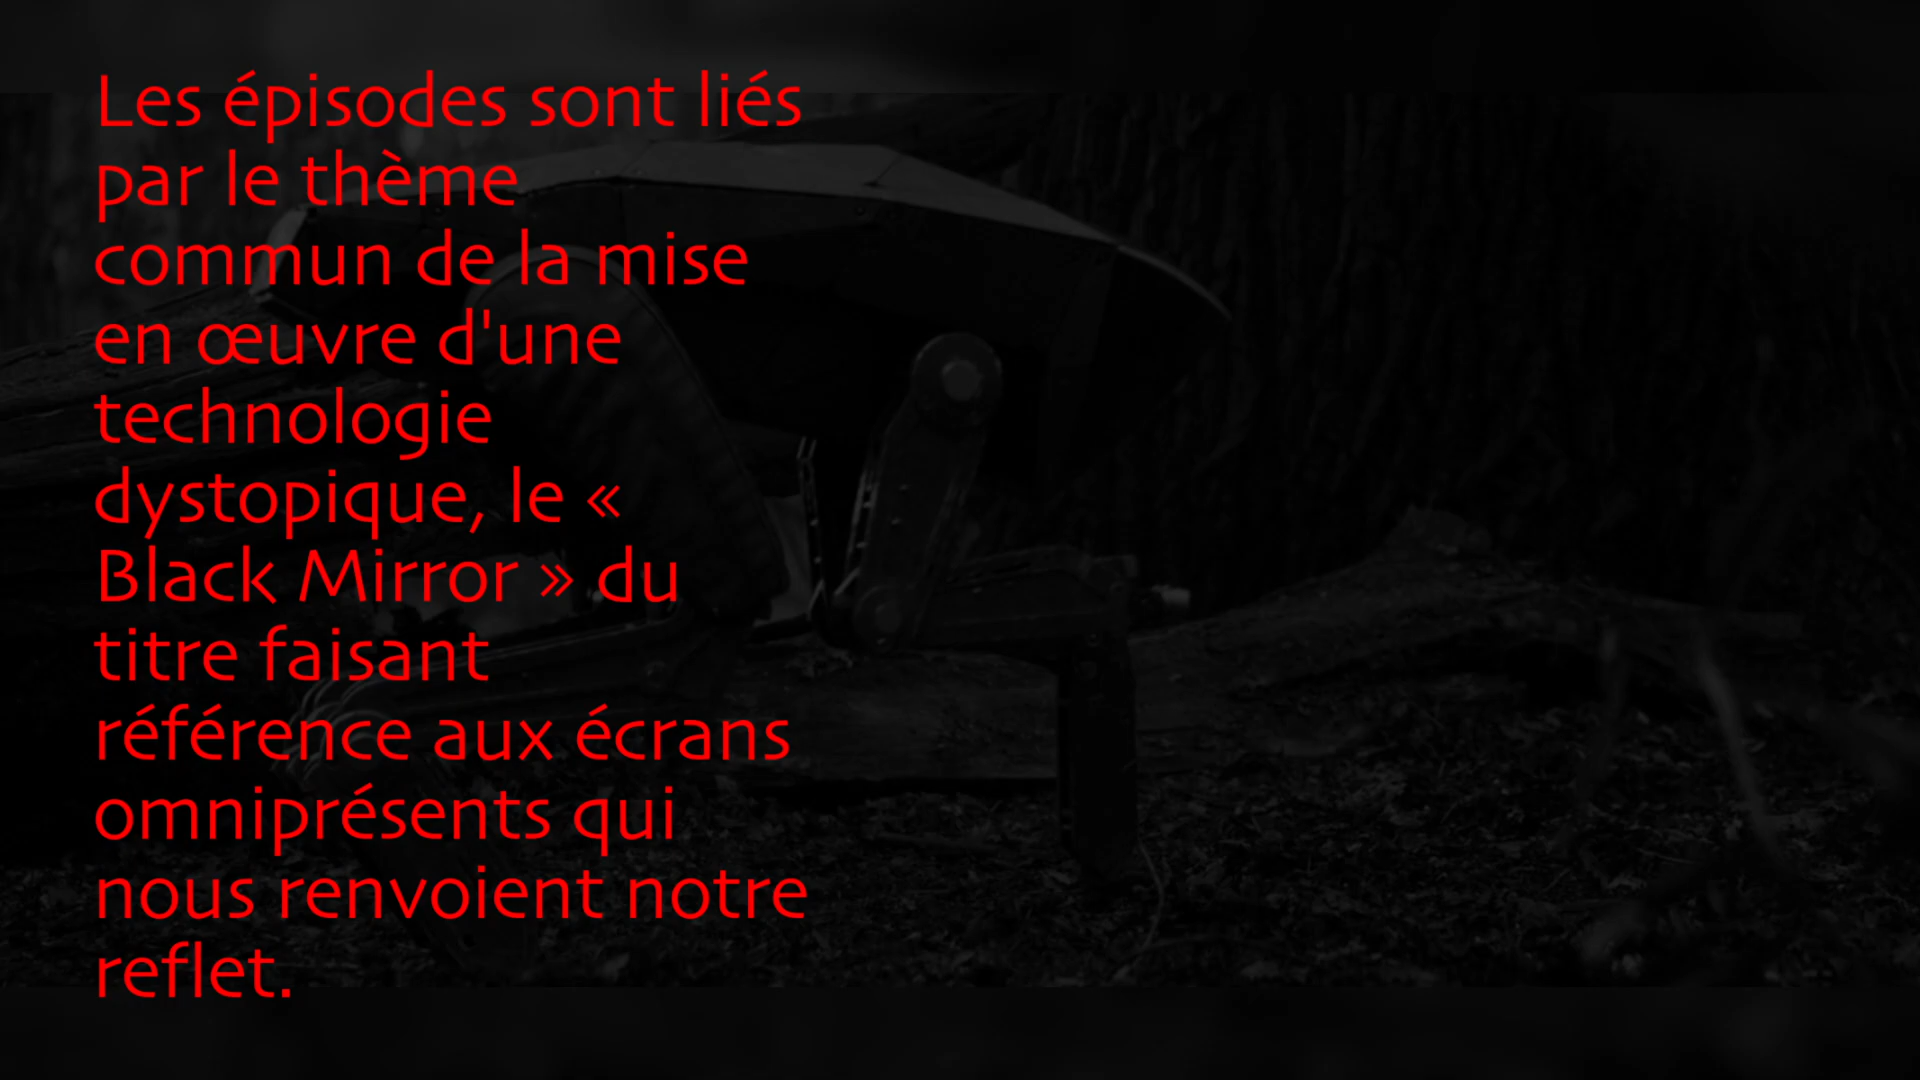 Les épisodes sont liés
par le thème
commun de la mise
en œuvre d'une
technologie
dystopique, le «
Black Mirror » du
titre faisant
référence aux écrans
omniprésents qui
nous renvoient notre
reflet.